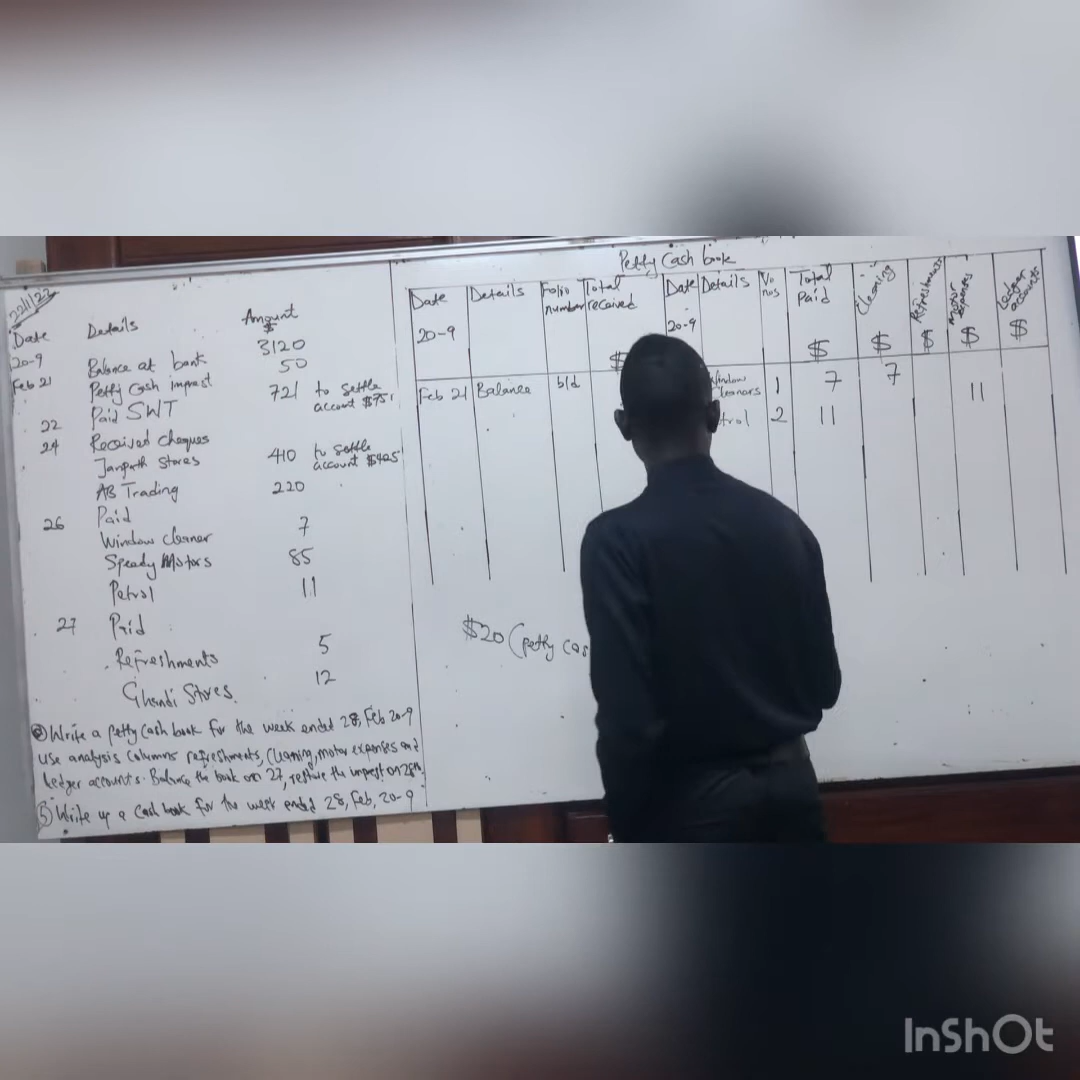 22/1/23
Date Details Amount
$
20-9 Balance at bank 3120
Feb 21 Petty cash imprest 50
22 Paid SWT 721 to settle
account $
24 Received cheques
Janpath Stores 410 to settle
account
AB Trading 220
26 Paid
Window cleaner 7
Speedy Motors 85
Petrol 11
27 Paid
Refreshments 5
Ghandi Stores 12
a) Write a petty cash book for the week ended 28, Feb 20-9
use analysis columns refreshments, Cleaning, motor expenses and
ledger accounts. Balance the book on 27, restore the imprest on 28th.
b) Write up a cash book for the week ended 28, Feb, 20-9
Petty Cash book
Date Details Folio number Total received Date Details Vo nos Total Paid Cleaning Refreshments Motor expenses Ledger accounts
20-9 20-9
$ $ $ $ $ $
Feb 21 Balance b/d Window Cleaners 1 7 7
2 11 11
$20 (petty
InShOt